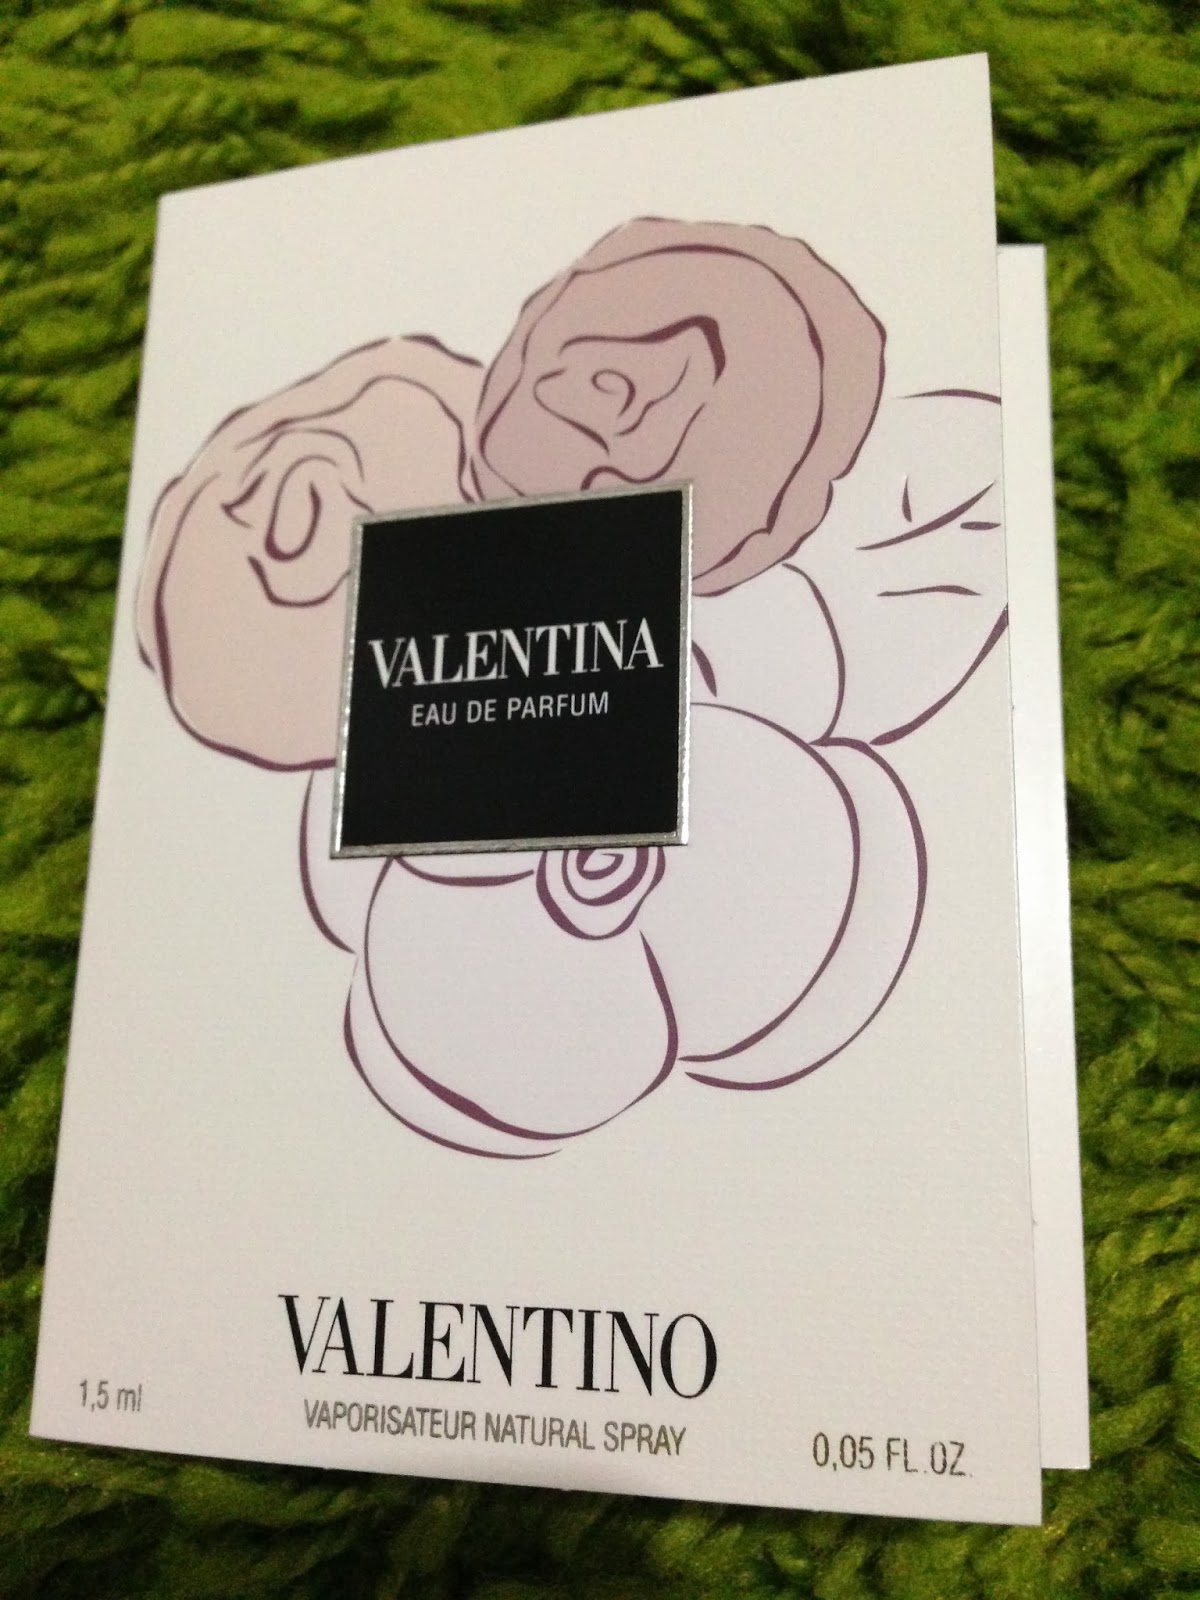 VALENTINA
EAU DE PARFUM
VALENTINO
VAPORISATEUR NATURAL SPRAY
1,5 ml
0,05 FL.OZ.